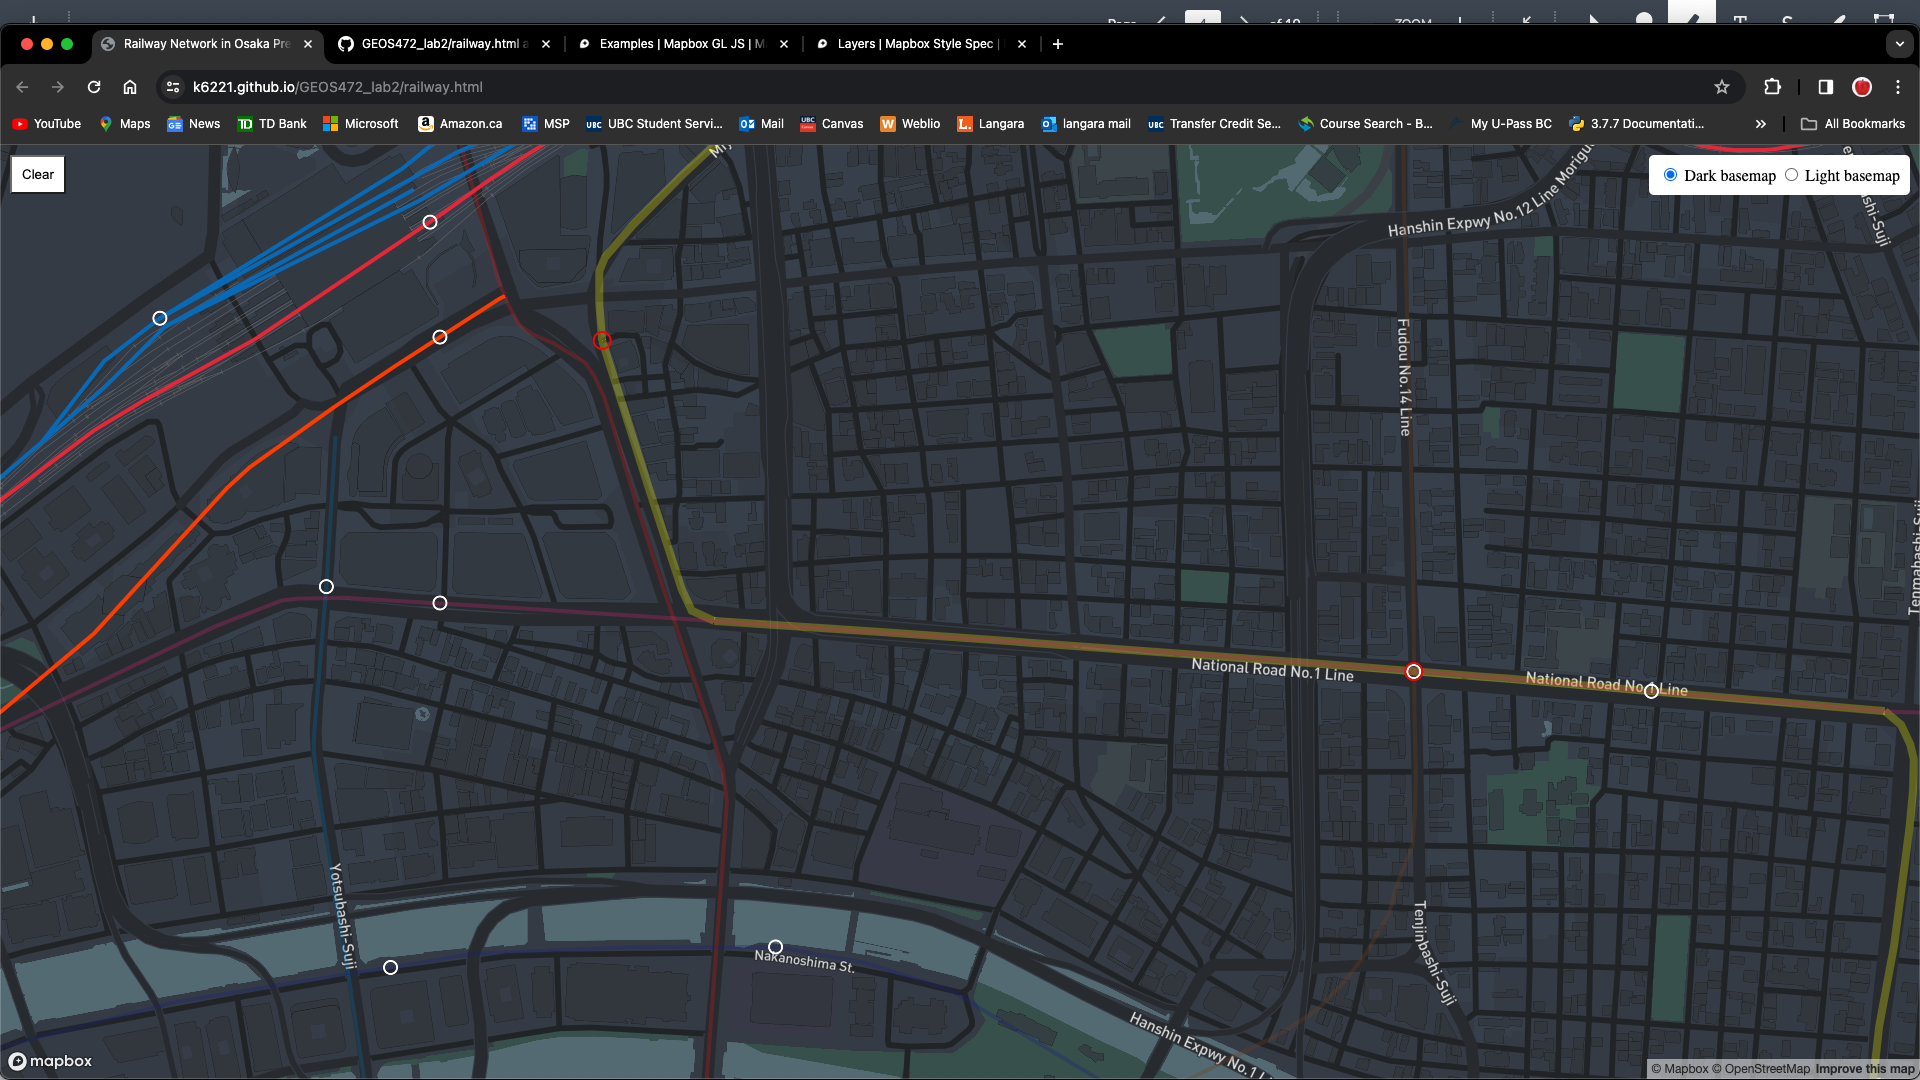 of 10
ZOOM
Railway Network in Osaka Pre
GEOS472_lab2/railway.html a
Examples | Mapbox GL JS | M
Layers | Mapbox Style Spec |
k6221.github.io/GEOS472_lab2/railway.html
YouTube
Maps
News
TD Bank
Microsoft
Amazon.ca
MSP
UBC Student Servi...
Mail
Canvas
Weblio
Langara
langara mail
Transfer Credit Se...
Course Search - B...
My U-Pass BC
3.7.7 Documentati...
All Bookmarks
Clear
Dark basemap
Light basemap
Hanshin Expwy No.12 Line Morigu
Fudou No.14 Line
Tenmabashi-Suji
National Road No.1 Line
National Road No.1 Line
Yotsubashi-Suji
Nakanoshima St.
Tenjinbashi-Suji
Hanshin Expwy No.1 L
mapbox
© Mapbox © OpenStreetMap Improve this map